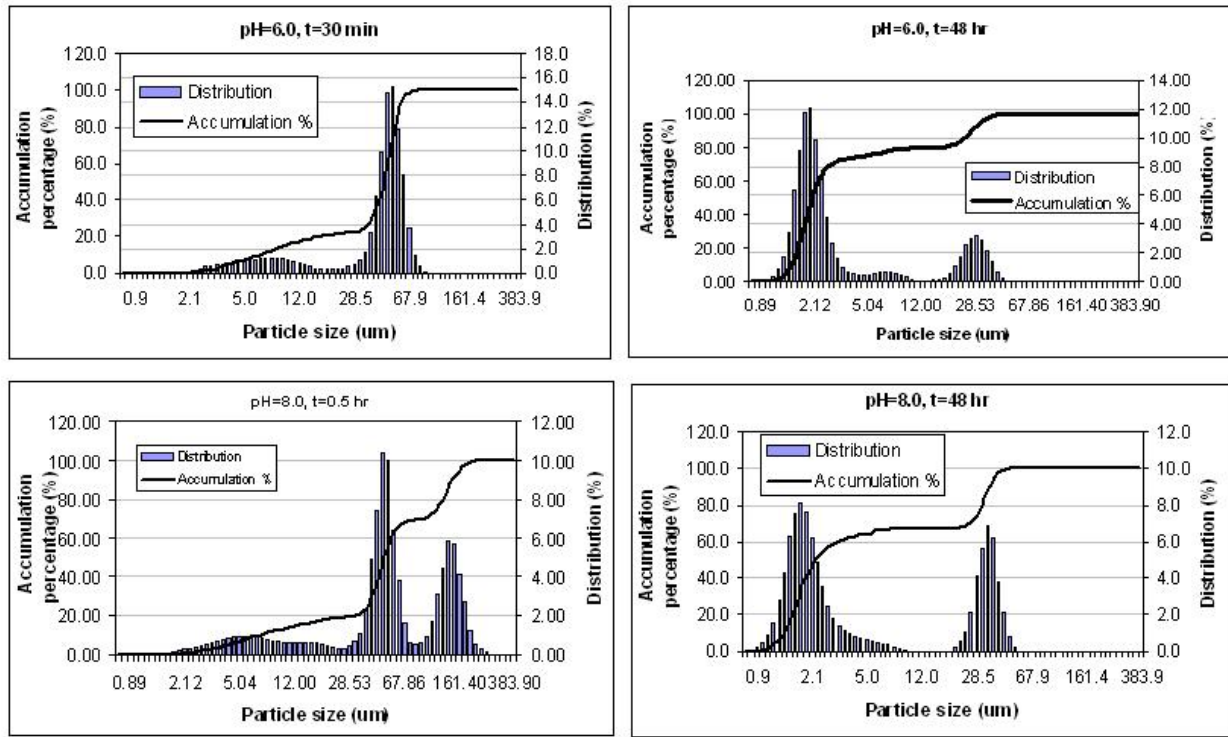 pH=6.0, t=30 min
120.0
100.0
80.0
60.0
40.0
20.0
0.0
18.0
16.0
14.0
12.0
10.0
8.0
6.0
4.0
2.0
0.0
Accumulation
percentage (%)
Distribution (%)
Distribution
Accumulation %
0.9 2.1 5.0 12.0 28.5 67.9 161.4 383.9
Particle size (um)
pH=6.0, t=48 hr
120.00
100.00
80.00
60.00
40.00
20.00
0.00
14.00
12.00
10.00
8.00
6.00
4.00
2.00
0.00
Accumulation
percentage (%)
Distribution (%)
Distribution
Accumulation %
0.89 2.12 5.04 12.00 28.53 67.86 161.40 383.90
Particle size (um)
pH=8.0, t=0.5 hr
120.00
100.00
80.00
60.00
40.00
20.00
0.00
12.00
10.00
8.00
6.00
4.00
2.00
0.00
Accumulation
percentage (%)
Distribution (%)
Distribution
Accumulation %
0.89 2.12 5.04 12.00 28.53 67.86 161.40 383.90
Particle size (um)
pH=8.0, t=48 hr
120.0
100.0
80.0
60.0
40.0
20.0
0.0
12.0
10.0
8.0
6.0
4.0
2.0
0.0
Accumulation
percentage (%)
Distribution (%)
Distribution
Accumulation %
0.9 2.1 5.0 12.0 28.5 67.9 161.4 383.9
Particle size (um)